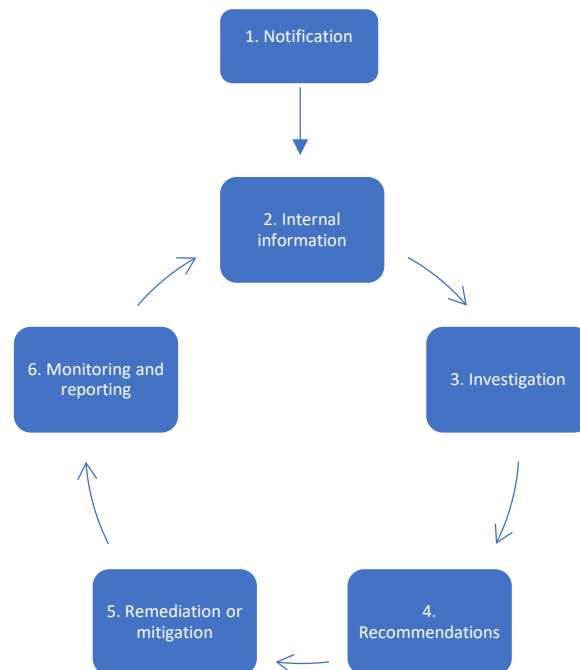 1. Notification
2. Internal
information
3. Investigation
4.
Recommendations
5. Remediation or
mitigation
6. Monitoring and
reporting